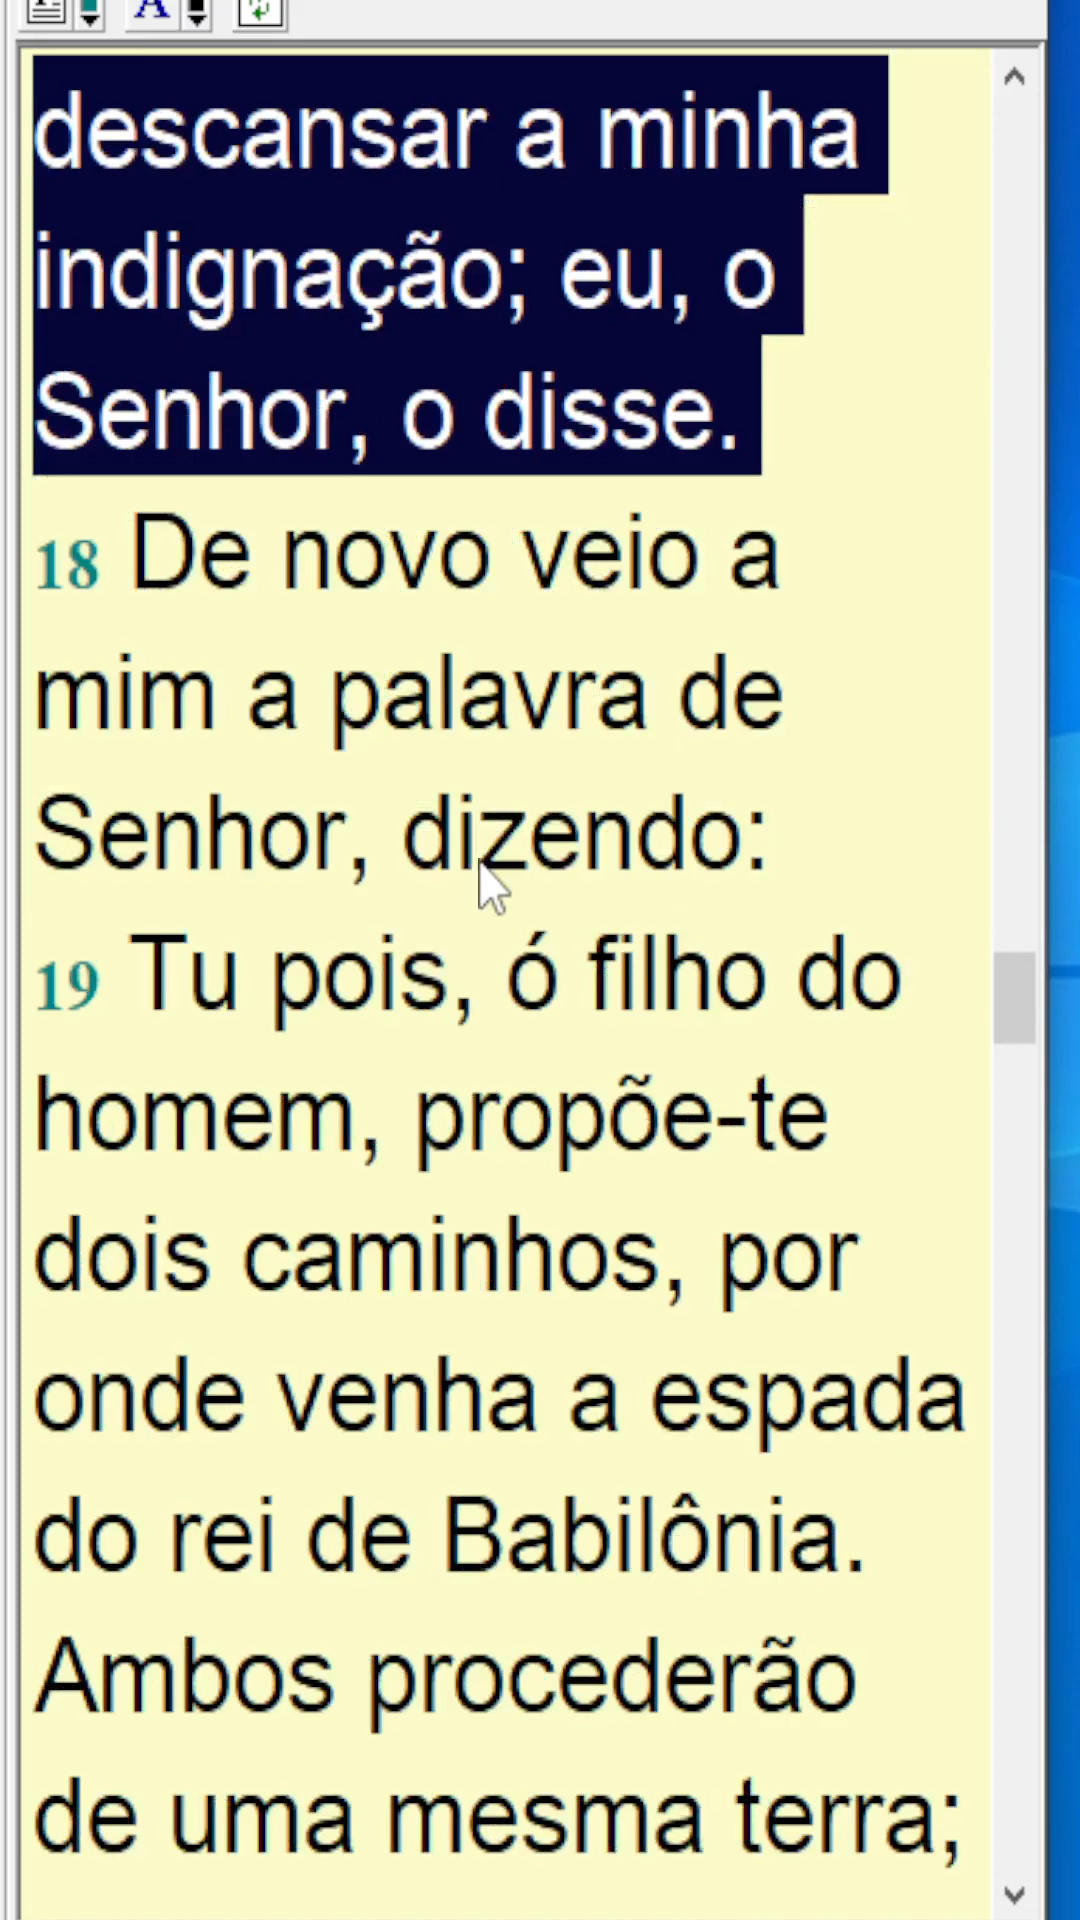 descansar a minha
indignação; eu, o
Senhor, o disse.
18 De novo veio a
mim a palavra de
Senhor, dizendo:
19 Tu pois, ó filho do
homem, propõe-te
dois caminhos, por
onde venha a espada
do rei de Babilônia.
Ambos procederão
de uma mesma terra;